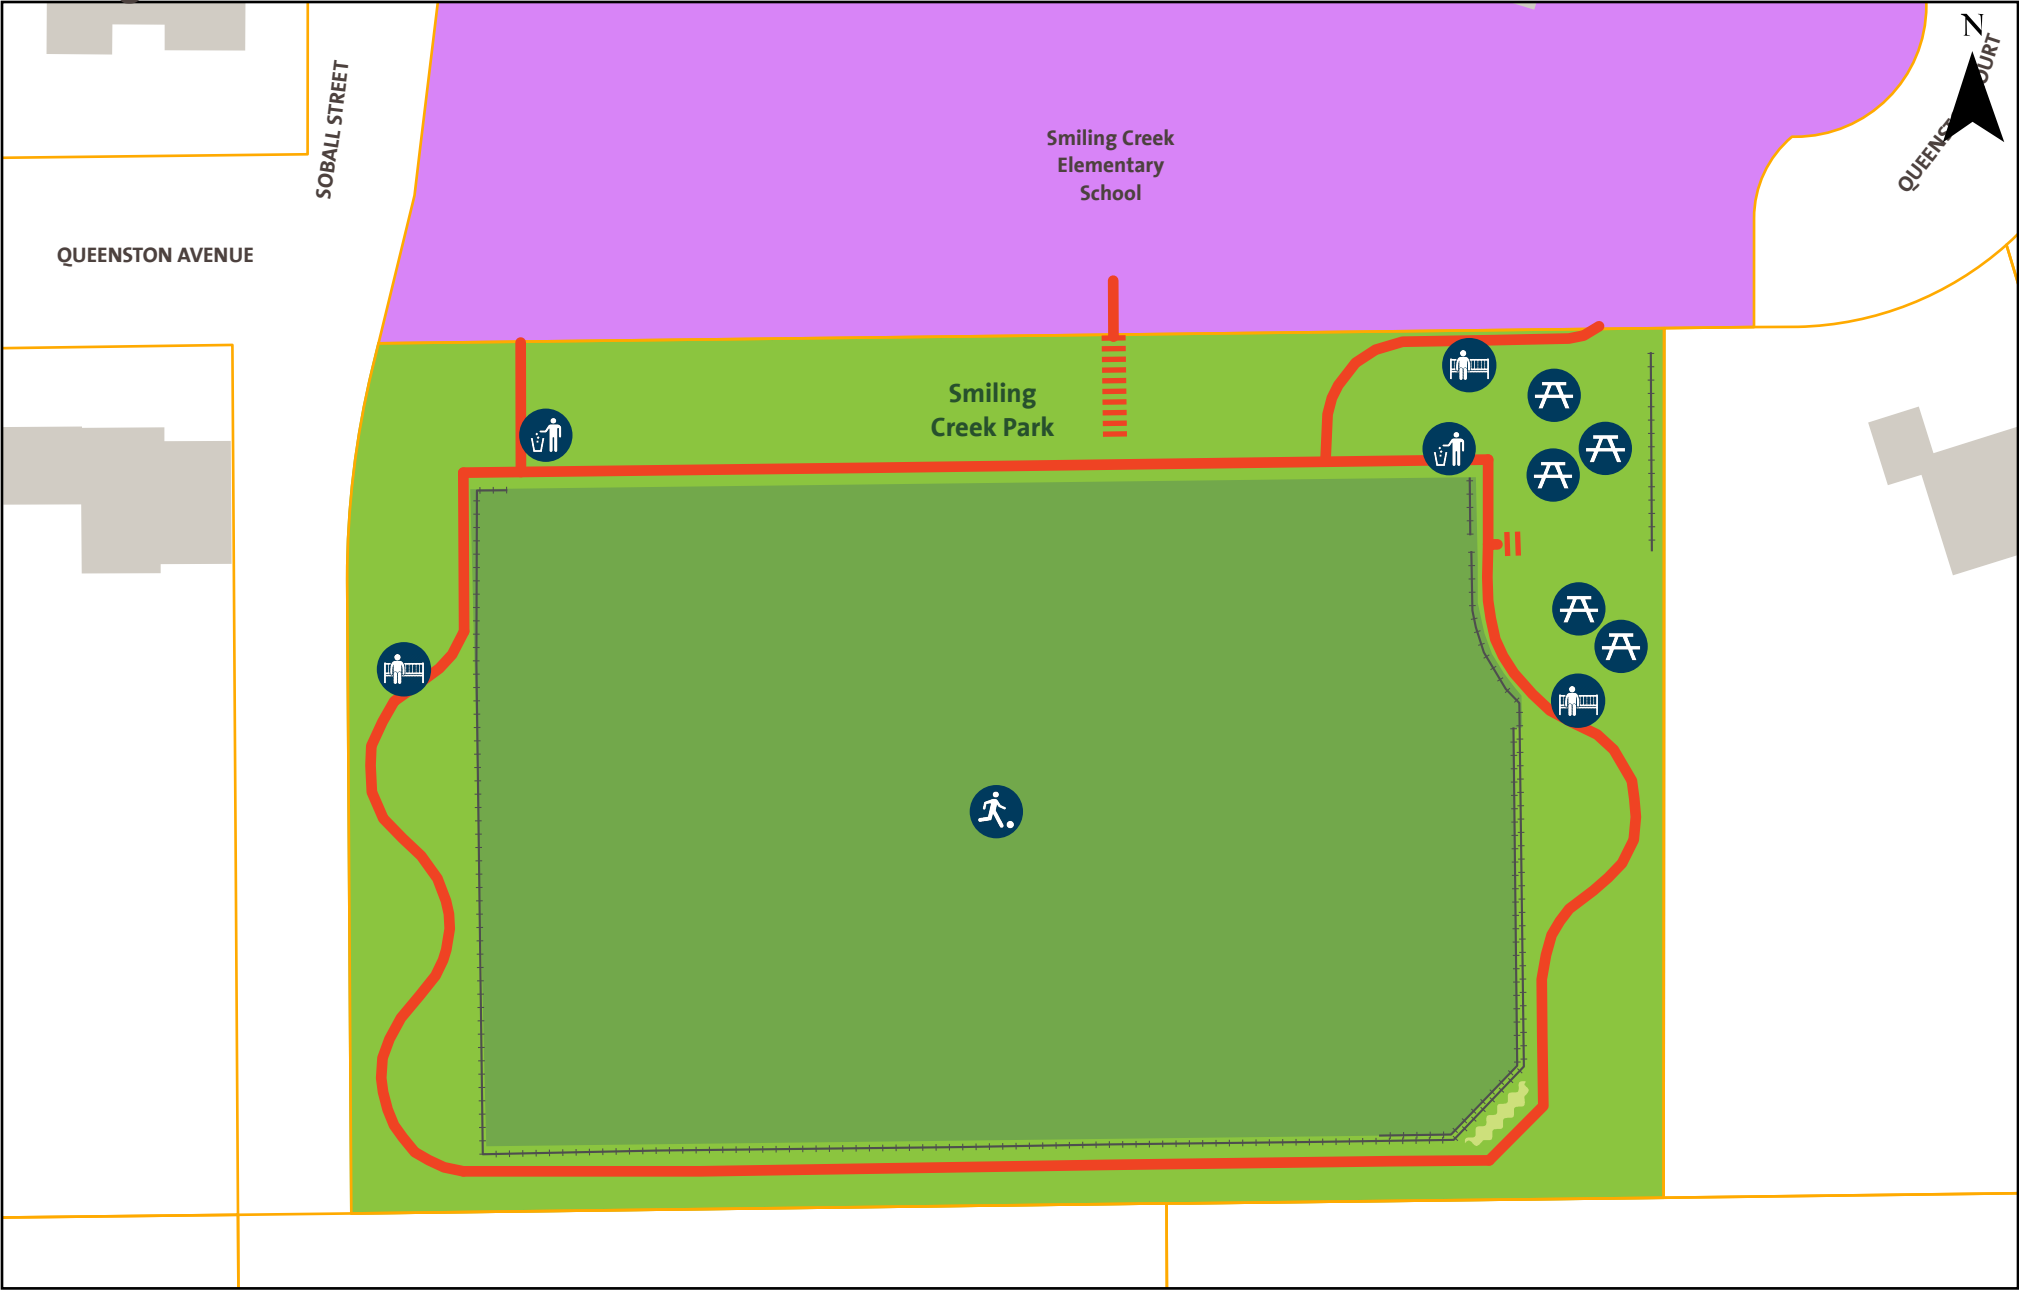 N
SOBALL STREET
Smiling Creek
Elementary
School
QUEENSTON AVENUE
Smiling
Creek Park